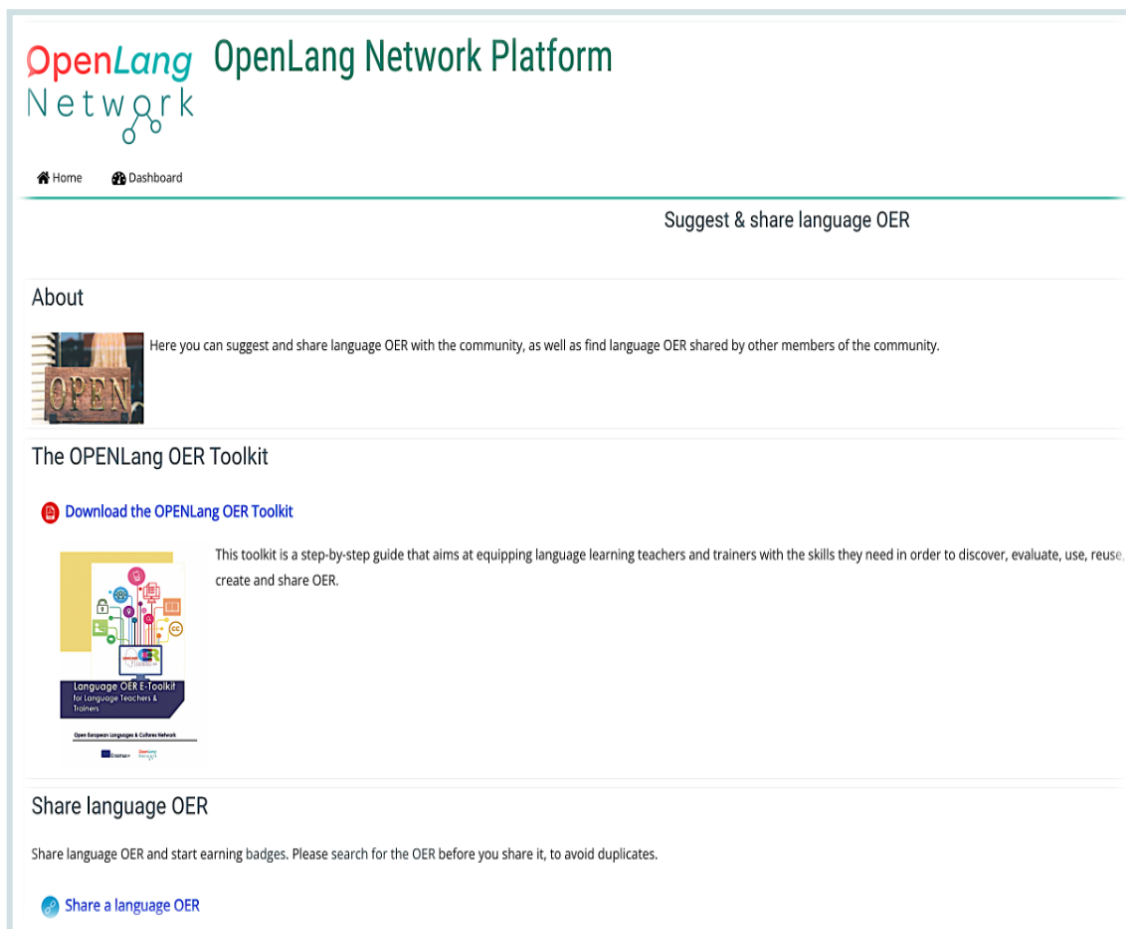 OpenLang
Network
OpenLang Network Platform
Home Dashboard
Suggest & share language OER
About
OPEN
Here you can suggest and share language OER with the community, as well as find language OER shared by other members of the community.
The OPENLang OER Toolkit
Download the OPENLang OER Toolkit
This toolkit is a step-by-step guide that aims at equipping language learning teachers and trainers with the skills they need in order to discover, evaluate, use, reuse,
create and share OER.
Language OER E-Toolkit
for Language Teachers &
Trainers
Open European Languages & Cultures Network
Erasmus+
Share language OER
Share language OER and start earning badges. Please search for the OER before you share it, to avoid duplicates.
Share a language OER